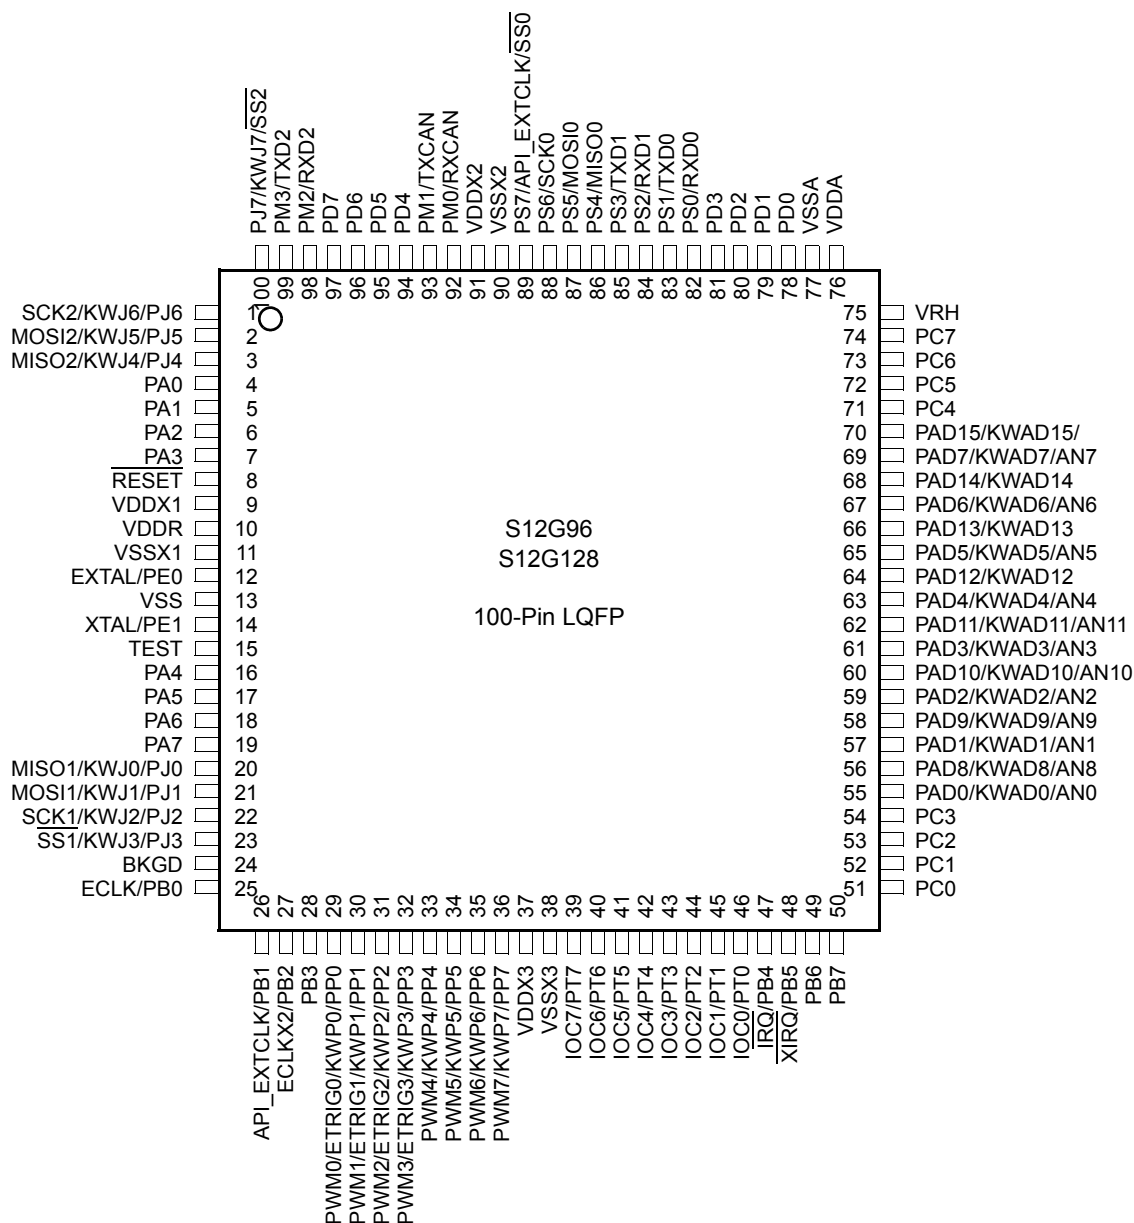 PJ7/KWJ7/SS2
PM3/TXD2
PM2/RXD2
PD7
PD6
PD5
PD4
PM1/TXCAN
PM0/RXCAN
VDDX2
VSSX2
PS7/API_EXTCLK/SS0
PS6/SCK0
PS5/MOSI0
PS4/MISO0
PS3/TXD1
PS2/RXD1
PS1/TXD0
PS0/RXD0
PD3
PD2
PD1
PD0
VSSA
VDDA
100
99
98
97
96
95
94
93
92
91
90
89
88
87
86
85
84
83
82
81
80
79
78
77
76
SCK2/KWJ6/PJ6 1
MOSI2/KWJ5/PJ5 2
MISO2/KWJ4/PJ4 3
PA0 4
PA1 5
PA2 6
PA3 7
RESET 8
VDDX1 9
VDDR 10
VSSX1 11
EXTAL/PE0 12
VSS 13
XTAL/PE1 14
TEST 15
PA4 16
PA5 17
PA6 18
PA7 19
MISO1/KWJ0/PJ0 20
MOSI1/KWJ1/PJ1 21
SCK1/KWJ2/PJ2 22
SS1/KWJ3/PJ3 23
BKGD 24
ECLK/PB0 25
S12G96
S12G128
100-Pin LQFP
75 VRH
74 PC7
73 PC6
72 PC5
71 PC4
70 PAD15/KWAD15/
69 PAD7/KWAD7/AN7
68 PAD14/KWAD14
67 PAD6/KWAD6/AN6
66 PAD13/KWAD13
65 PAD5/KWAD5/AN5
64 PAD12/KWAD12
63 PAD4/KWAD4/AN4
62 PAD11/KWAD11/AN11
61 PAD3/KWAD3/AN3
60 PAD10/KWAD10/AN10
59 PAD2/KWAD2/AN2
58 PAD9/KWAD9/AN9
57 PAD1/KWAD1/AN1
56 PAD8/KWAD8/AN8
55 PAD0/KWAD0/AN0
54 PC3
53 PC2
52 PC1
51 PC0
26
27
28
29
30
31
32
33
34
35
36
37
38
39
40
41
42
43
44
45
46
47
48
49
50
API_EXTCLK/PB1
ECLKX2/PB2
PB3
PWM0/ETRIG0/KWP0/PP0
PWM1/ETRIG1/KWP1/PP1
PWM2/ETRIG2/KWP2/PP2
PWM3/ETRIG3/KWP3/PP3
PWM4/KWP4/PP4
PWM5/KWP5/PP5
PWM6/KWP6/PP6
PWM7/KWP7/PP7
VDDX3
VSSX3
IOC7/PT7
IOC6/PT6
IOC5/PT5
IOC4/PT4
IOC3/PT3
IOC2/PT2
IOC1/PT1
IOC0/PT0
IRQ/PB4
XIRQ/PB5
PB6
PB7